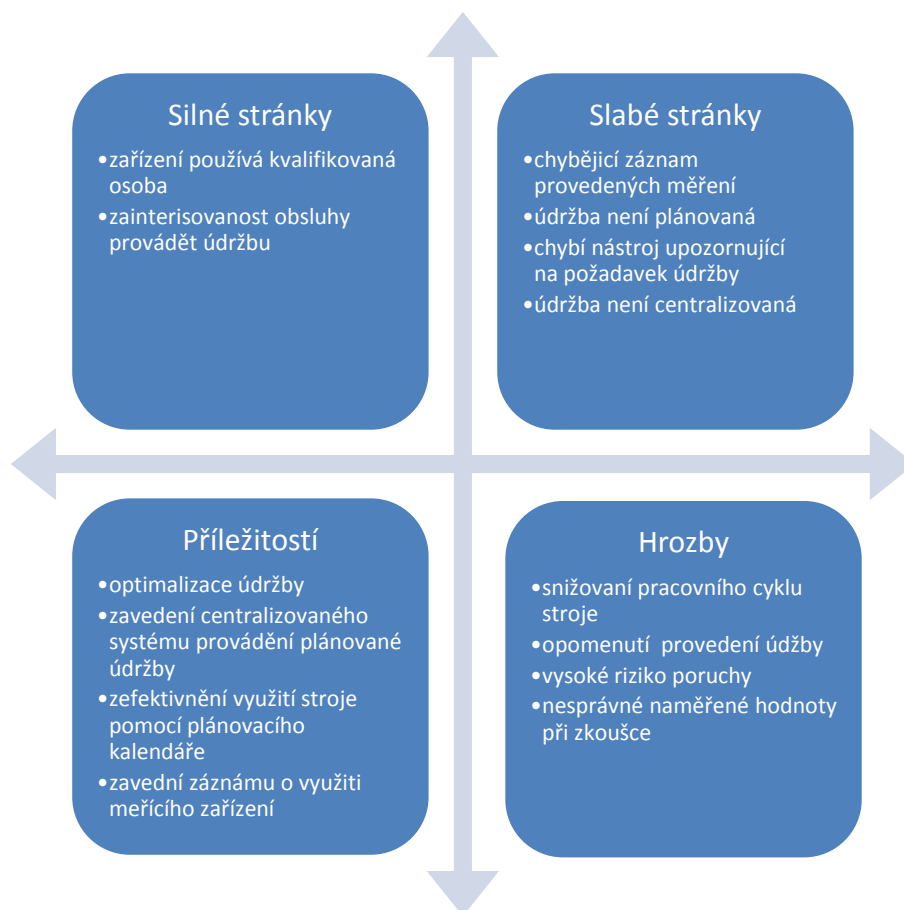 Silné stránky
•zařízení používá kvalifikovaná
osoba
•zainterisovanost obsluhy
provádět údržbu
Slabé stránky
•chybějicí záznam
provedených měření
•údržba není plánovaná
•chybí nástroj upozornující
na požadavek údržby
•údržba není centralizovaná
Příležitostí
•optimalizace údržby
•zavedení centralizovaného
systému provádění plánované
údržby
•zefektivnění využití stroje
pomocí plánovacího
kalendáře
•zavední záznámu o využiti
meřícího zařízení
Hrozby
•snižovaní pracovního cyklu
stroje
•opomenutí  provedení údžby
•vysoké riziko poruchy
•nesprávné naměřené hodnoty
při zkoušce